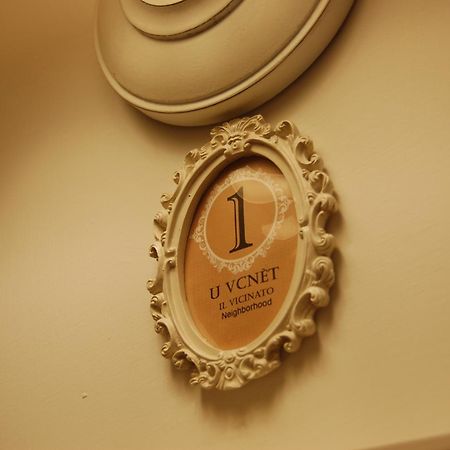 1
U VCNÈT
IL VICINATO
Neighborhood